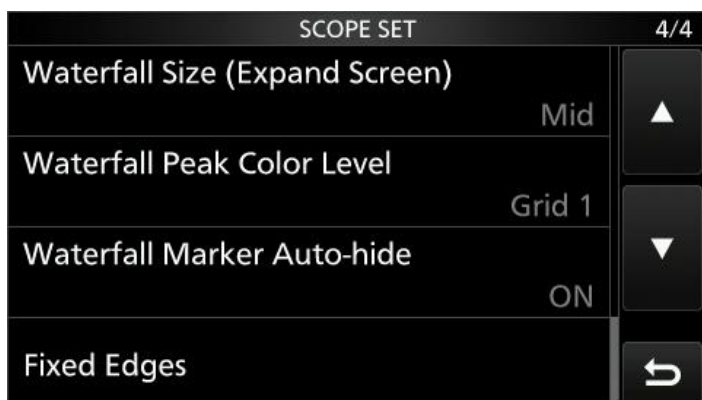 SCOPE SET 4/4
Waterfall Size (Expand Screen)
Mid
Waterfall Peak Color Level
Grid 1
Waterfall Marker Auto-hide
ON
Fixed Edges